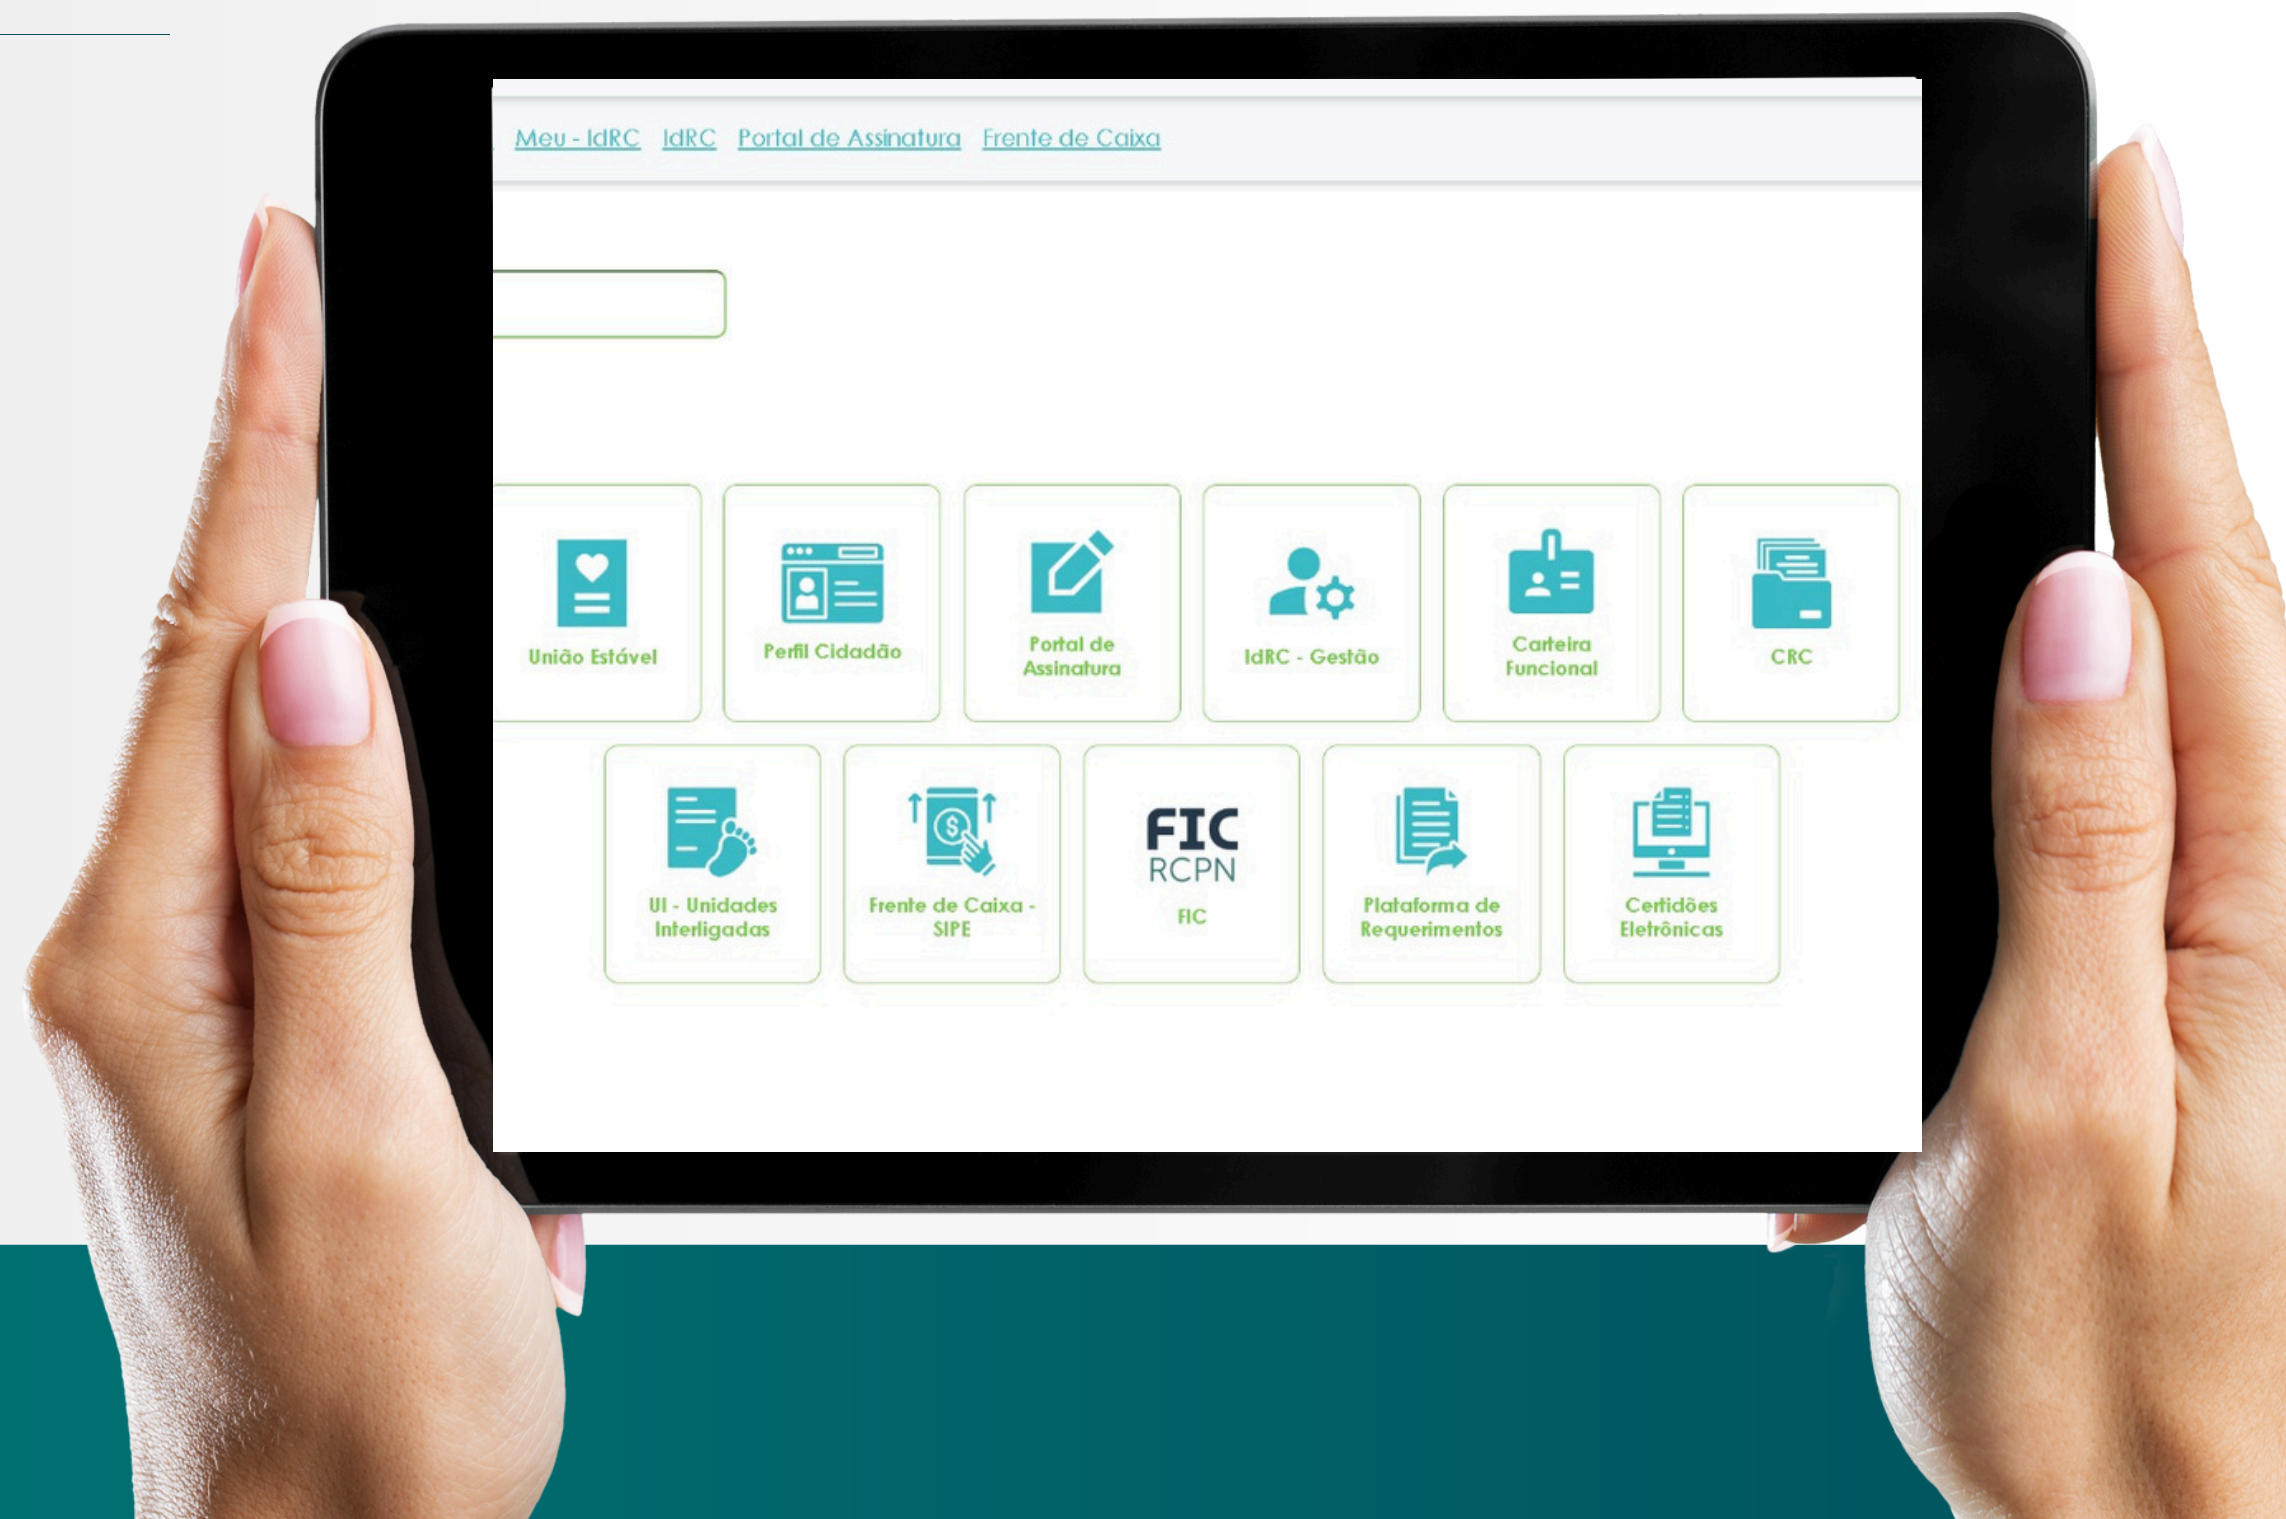 Meu - IdRC IdRC Portal de Assinatura Frente de Caixa
União Estável
Perfil Cidadão
Portal de
Assinatura
IdRC - Gestão
Carteira
Funcional
CRC
UI - Unidades
Interligadas
Frente de Caixa -
SIPE
FIC
RCPN
FIC
Plataforma de
Requerimentos
Certidões
Eletrônicas